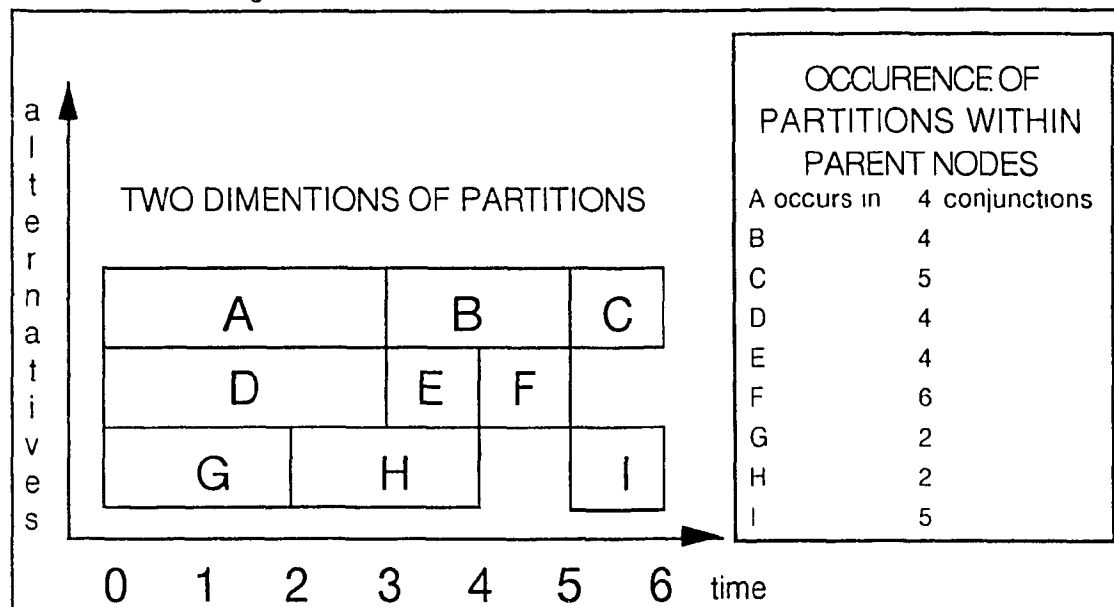 alternatives
TWO DIMENTIONS OF PARTITIONS
A B C
D E F
G H I
0 1 2 3 4 5 6 time
OCCURENCE OF
PARTITIONS WITHIN
PARENT NODES
A occurs in 4 conjunctions
B 4
C 5
D 4
E 4
F 6
G 2
H 2
I 5